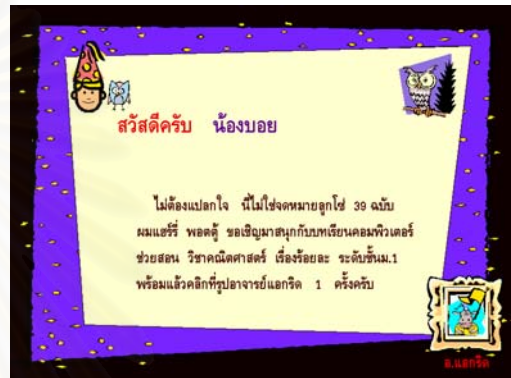 สวัสดีครับ น้องบอย
ไม่ต้องแปลกใจ นี่ไม่ใช่จดหมายลูกโซ่ 39 ฉบับ
ผมแฮร์รี่ พอตตู้ ขอเชิญมาสนุกกับบทเรียนคอมพิวเตอร์
ช่วยสอน วิชาคณิตศาสตร์ เรื่องร้อยละ ระดับชั้นม.1
พร้อมแล้วคลิกที่รูปอาจารย์แอกริด 1 ครั้งครับ
อ.แอกริด